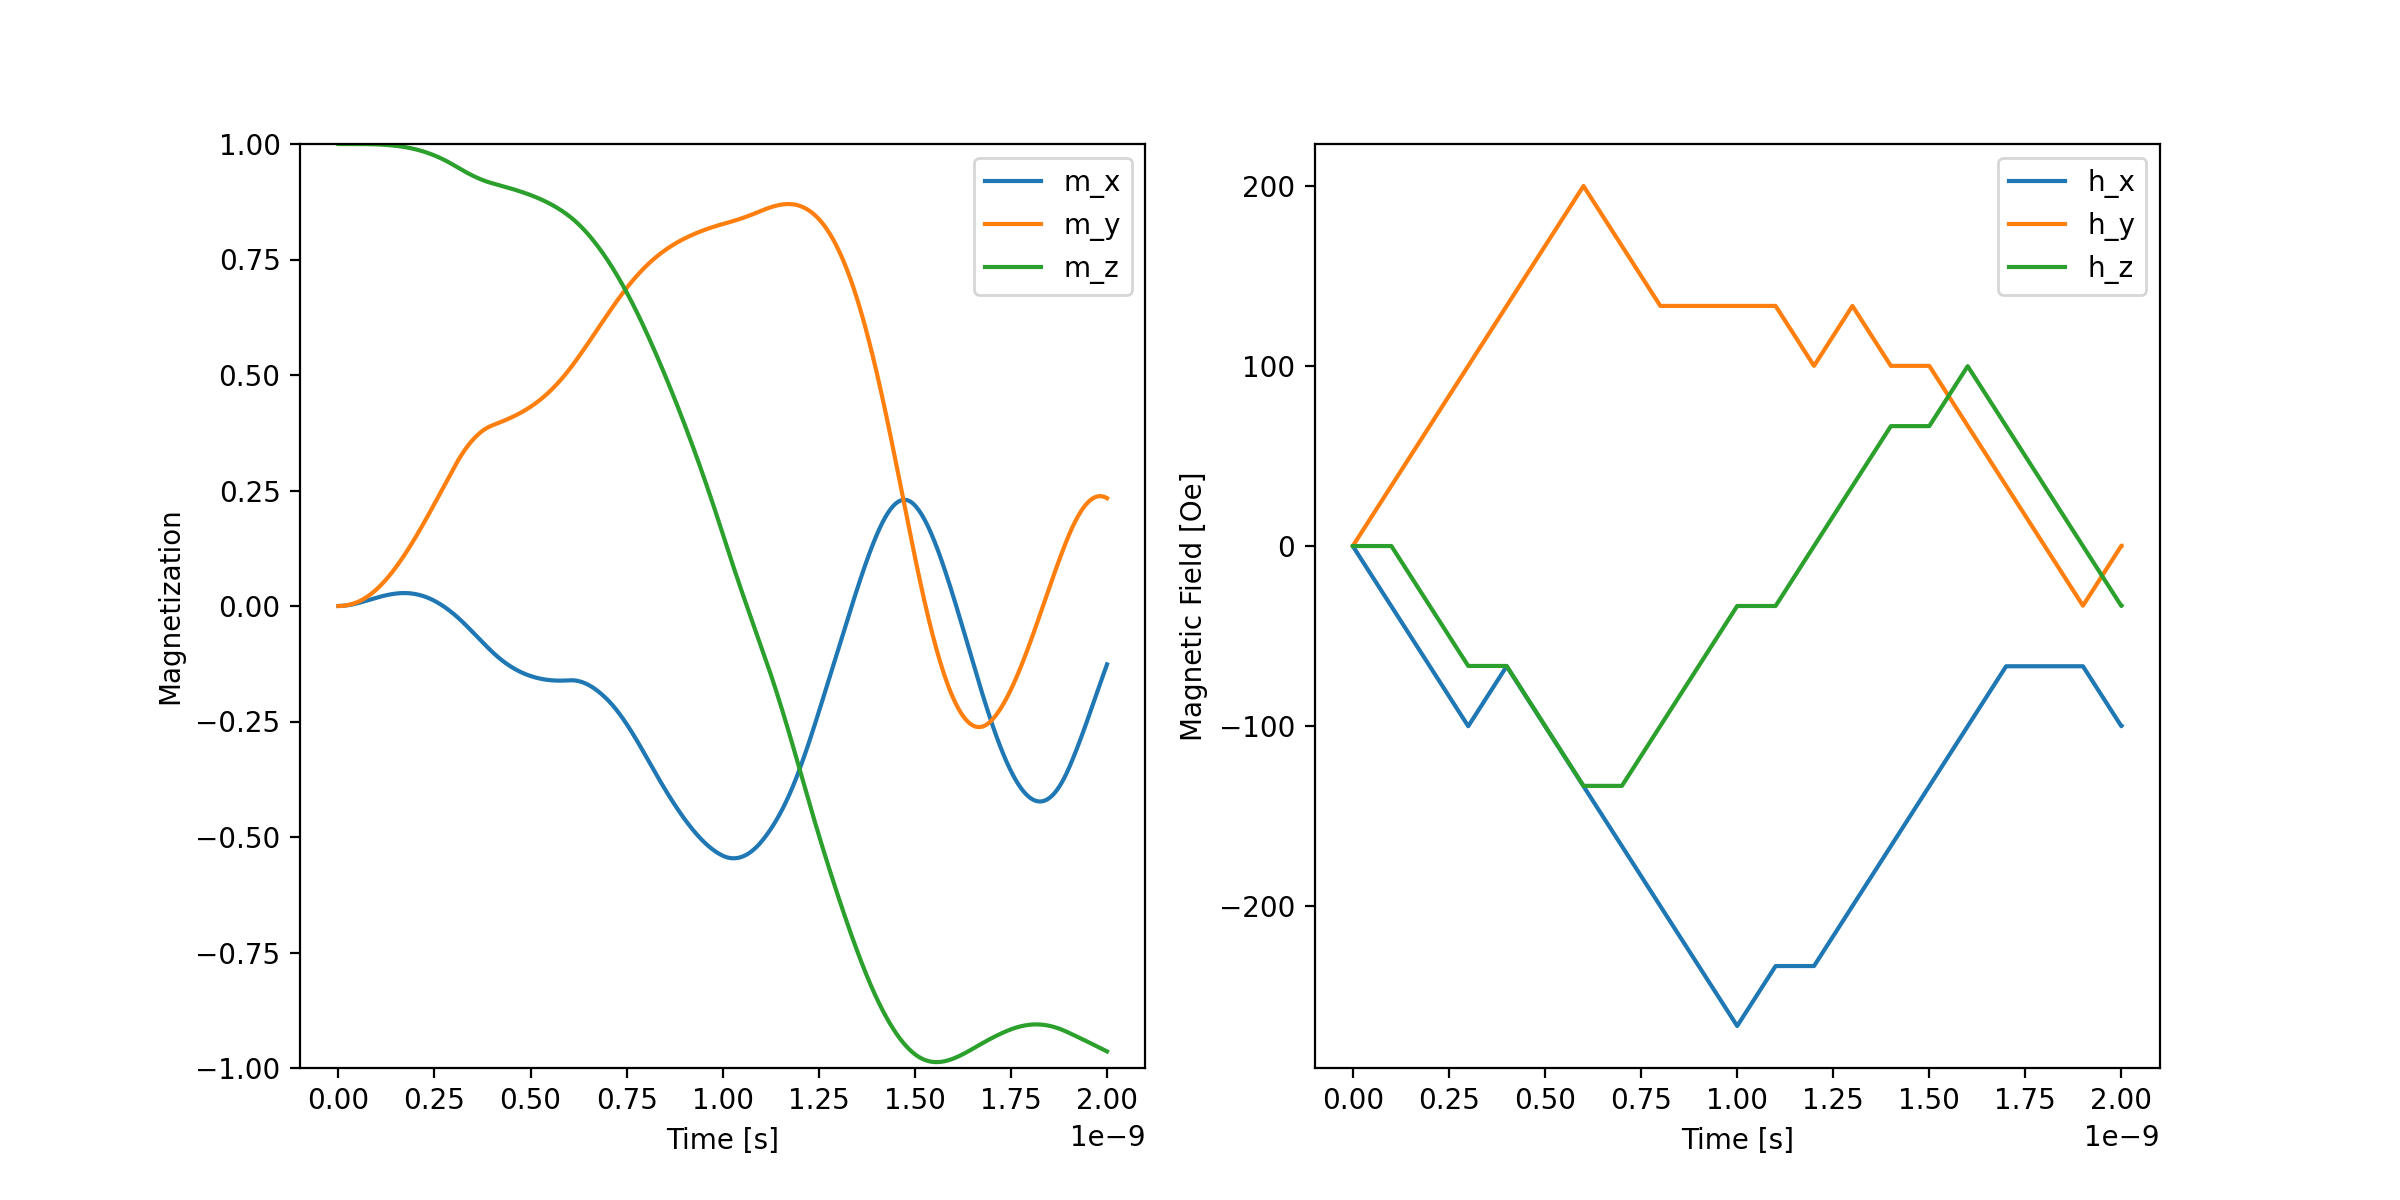 1.00
0.75
0.50
0.25
0.00
−0.25
−0.50
−0.75
−1.00
Magnetization
m_x
m_y
m_z
0.00 0.25 0.50 0.75 1.00 1.25 1.50 1.75 2.00
Time [s]
1e−9
200
100
0
−100
−200
Magnetic Field [Oe]
h_x
h_y
h_z
0.00 0.25 0.50 0.75 1.00 1.25 1.50 1.75 2.00
Time [s]
1e−9